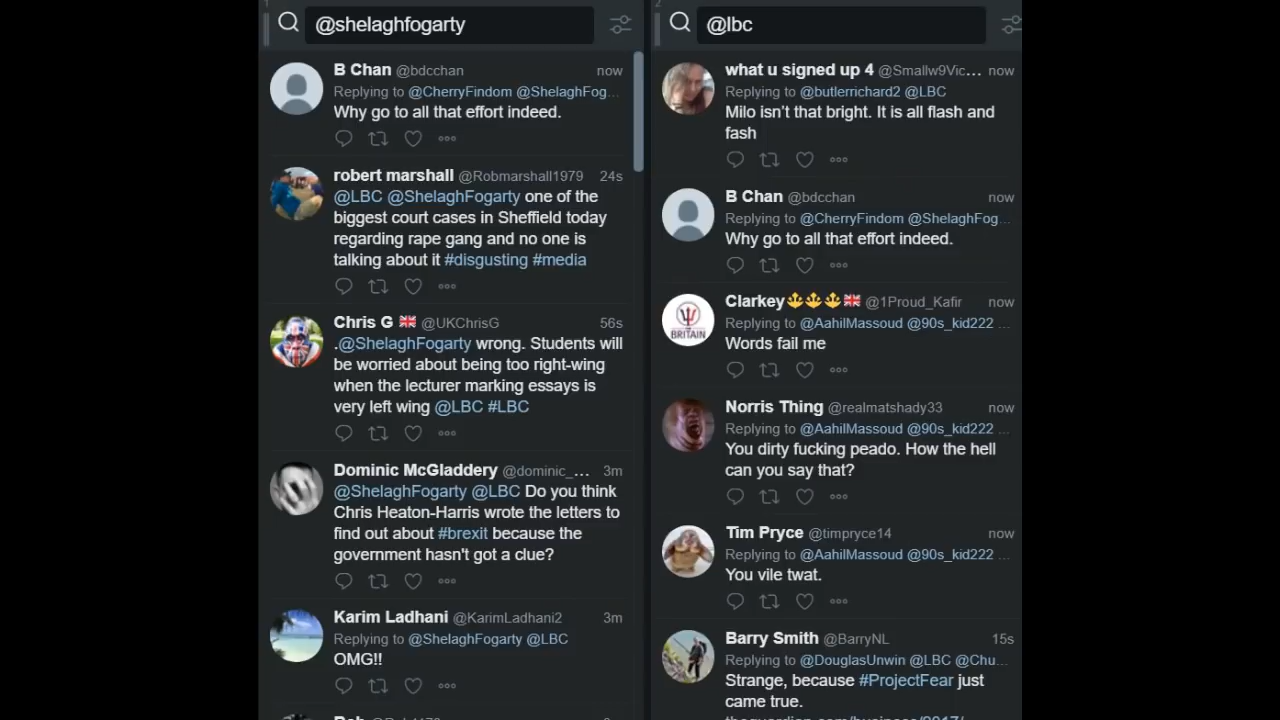 1
@shelaghfogarty
B Chan @bdcchan now
Replying to @CherryFindom @ShelaghFog...
Why go to all that effort indeed.
robert marshall @Robmarshall1979 24s
@LBC @ShelaghFogarty one of the
biggest court cases in Sheffield today
regarding rape gang and no one is
talking about it #disgusting #media
Chris G @UKChrisG 56s
.@ShelaghFogarty wrong. Students will
be worried about being too right-wing
when the lecturer marking essays is
very left wing @LBC #LBC
Dominic McGladdery @dominic_... 3m
@ShelaghFogarty @LBC Do you think
Chris Heaton-Harris wrote the letters to
find out about #brexit because the
government hasn't got a clue?
Karim Ladhani @KarimLadhani2 3m
Replying to @ShelaghFogarty @LBC
OMG!!
2
@lbc
what u signed up 4 @Smallw9Vic... now
Replying to @butlerrichard2 @LBC
Milo isn't that bright. It is all flash and
fash
B Chan @bdcchan now
Replying to @CherryFindom @ShelaghFog...
Why go to all that effort indeed.
Clarkey🔱🔱🔱🇬🇧 @1Proud_Kafir now
BRITAIN
Replying to @AahilMassoud @90s_kid222 ...
Words fail me
Norris Thing @realmatshady33 now
Replying to @AahilMassoud @90s_kid222 ...
You dirty fucking peado. How the hell
can you say that?
Tim Pryce @timpryce14 now
Replying to @AahilMassoud @90s_kid222 ...
You vile twat.
Barry Smith @BarryNL 15s
Replying to @DouglasUnwin @LBC @Chu...
Strange, because #ProjectFear just
came true.
theguardian.com/business/2017/